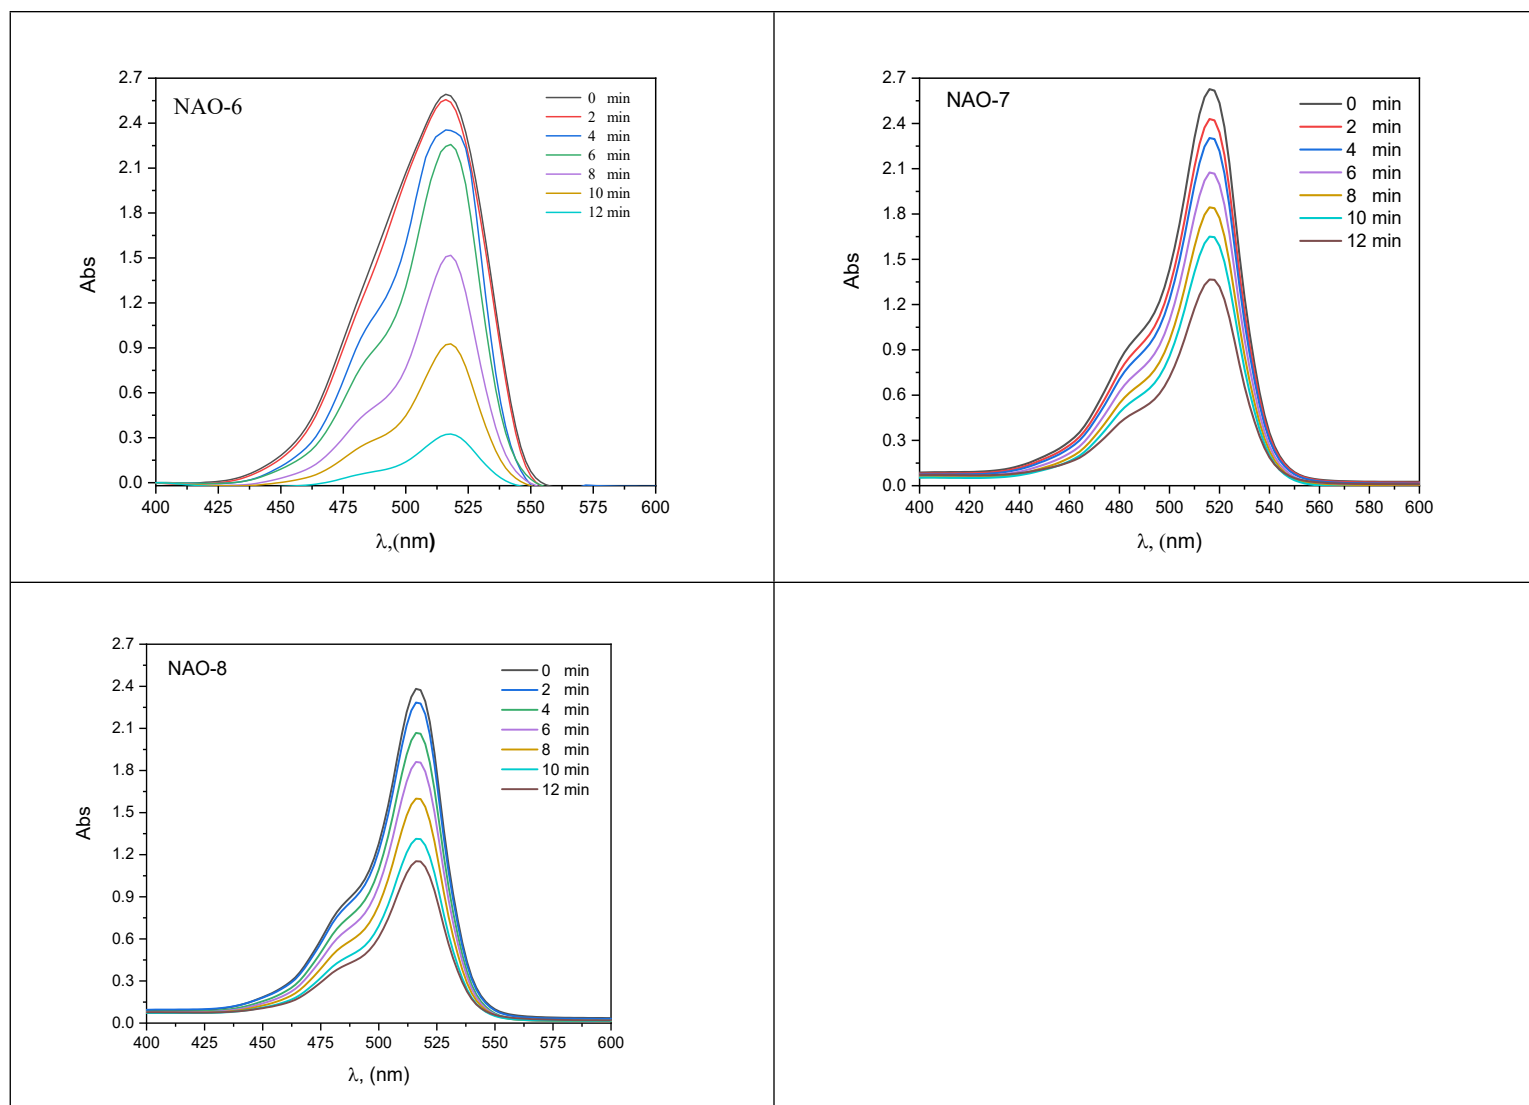 NAO-6
2.7
2.4
2.1
1.8
1.5
1.2
0.9
0.6
0.3
0.0
Abs
0 min
2 min
4 min
6 min
8 min
10 min
12 min
400 425 450 475 500 525 550 575 600
λ,(nm)
NAO-7
2.7
2.4
2.1
1.8
1.5
1.2
0.9
0.6
0.3
0.0
Abs
0 min
2 min
4 min
6 min
8 min
10 min
12 min
400 420 440 460 480 500 520 540 560 580 600
λ, (nm)
NAO-8
2.7
2.4
2.1
1.8
1.5
1.2
0.9
0.6
0.3
0.0
Abs
0 min
2 min
4 min
6 min
8 min
10 min
12 min
400 425 450 475 500 525 550 575 600
λ, (nm)